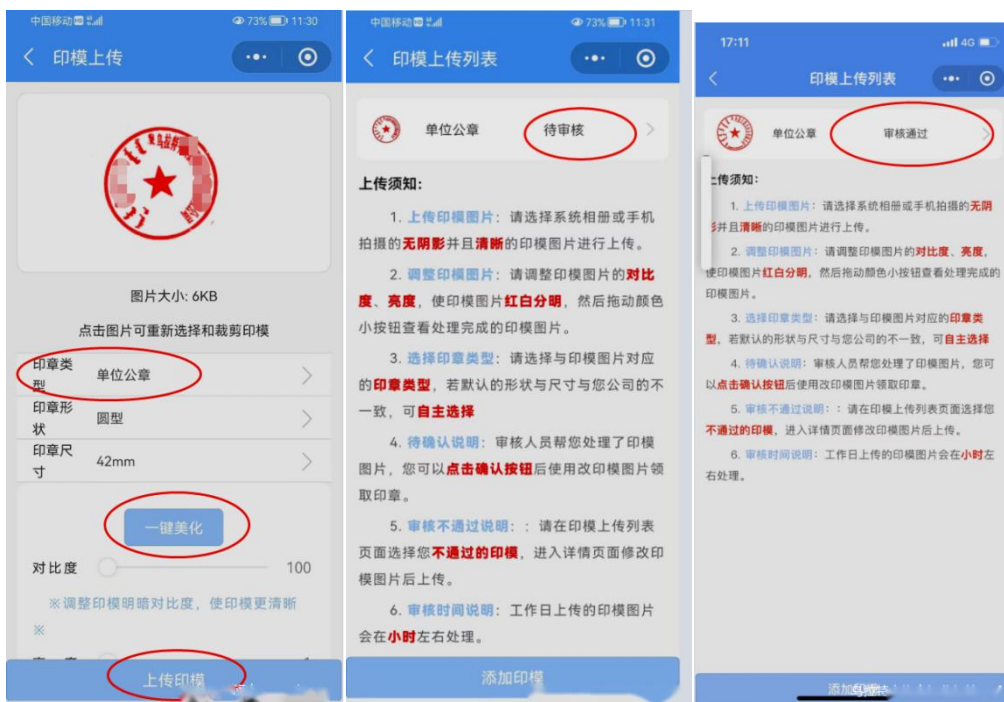 中国移动 HD 73% 11:30
印模上传
图片大小: 6KB
点击图片可重新选择和裁剪印模
印章类
型
单位公章
印章形
状
圆型
印章尺
寸
42mm
一键美化
对比度
100
※调整印模明暗对比度，使印模更清晰
※
上传印模
中国移动 HD 73% 11:31
印模上传列表
单位公章
待审核
上传须知:
1. 上传印模图片：请选择系统相册或手机
拍摄的无阴影并且清晰的印模图片进行上传。
2. 调整印模图片：请调整印模图片的对比
度、亮度，使印模图片红白分明，然后拖动颜色
小按钮查看处理完成的印模图片。
3. 选择印章类型：请选择与印模图片对应
的印章类型，若默认的形状与尺寸与您公司的不
一致，可自主选择
4. 待确认说明：审核人员帮您处理了印模
图片，您可以点击确认按钮后使用改印模图片领
取印章。
5. 审核不通过说明：：请在印模上传列表
页面选择您不通过的印模，进入详情页面修改印
模图片后上传。
6. 审核时间说明：工作日上传的印模图片
会在小时左右处理。
添加印模
17:11
4G
印模上传列表
单位公章
审核通过
上传须知:
1. 上传印模图片：请选择系统相册或手机拍摄的无阴
影并且清晰的印模图片进行上传。
2. 调整印模图片：请调整印模图片的对比度、亮度，
使印模图片红白分明，然后拖动颜色小按钮查看处理完成的
印模图片。
3. 选择印章类型：请选择与印模图片对应的印章类
型，若默认的形状与尺寸与您公司的不一致，可自主选择
4. 待确认说明：审核人员帮您处理了印模图片，您可
以点击确认按钮后使用改印模图片领取印章。
5. 审核不通过说明：：请在印模上传列表页面选择您
不通过的印模，进入详情页面修改印模图片后上传。
6. 审核时间说明：工作日上传的印模图片会在小时左
右处理。
添加